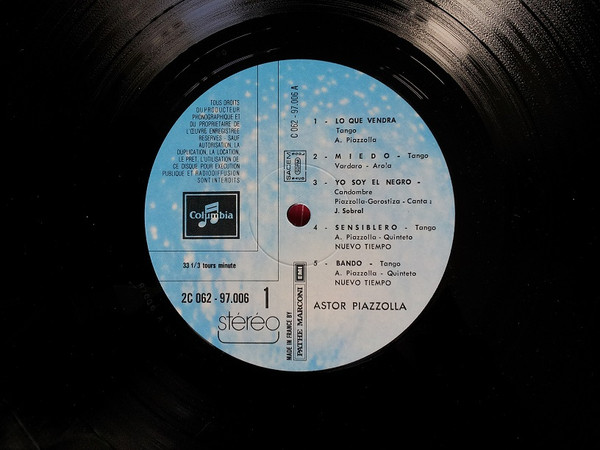 TOUS DROITS
DU PRODUCTEUR
PHONOGRAPHIQUE ET
DU PROPRIETAIRE DE
L'ŒUVRE ENREGISTREE
RESERVES - SAUF
AUTORISATION, LA
DUPLICATION, LA LOCATION,
LE PRET, L'UTILISATION DE
CE DISQUE POUR EXECUTION
PUBLIQUE ET RADIODIFFUSION
SONT INTERDITS
Columbia
33 1/3 tours minute
2C 062 - 97.006 1
stéréo
C 062 - 97.006 A
SACEM
MADE IN FRANCE BY
PATHE MARCONI EMI
1 - LO QUE VENDRA
Tango
A. Piazzolla
2 - MIEDO - Tango
Vardaro - Arola
3 - YO SOY EL NEGRO -
Candombre
Piazzolla-Gorostiza - Canta :
J. Sobral
4 - SENSIBLERO - Tango
A. Piazzolla - Quinteto
NUEVO TIEMPO
5 - BANDO - Tango
A. Piazzolla - Quinteto
NUEVO TIEMPO
ASTOR PIAZZOLLA